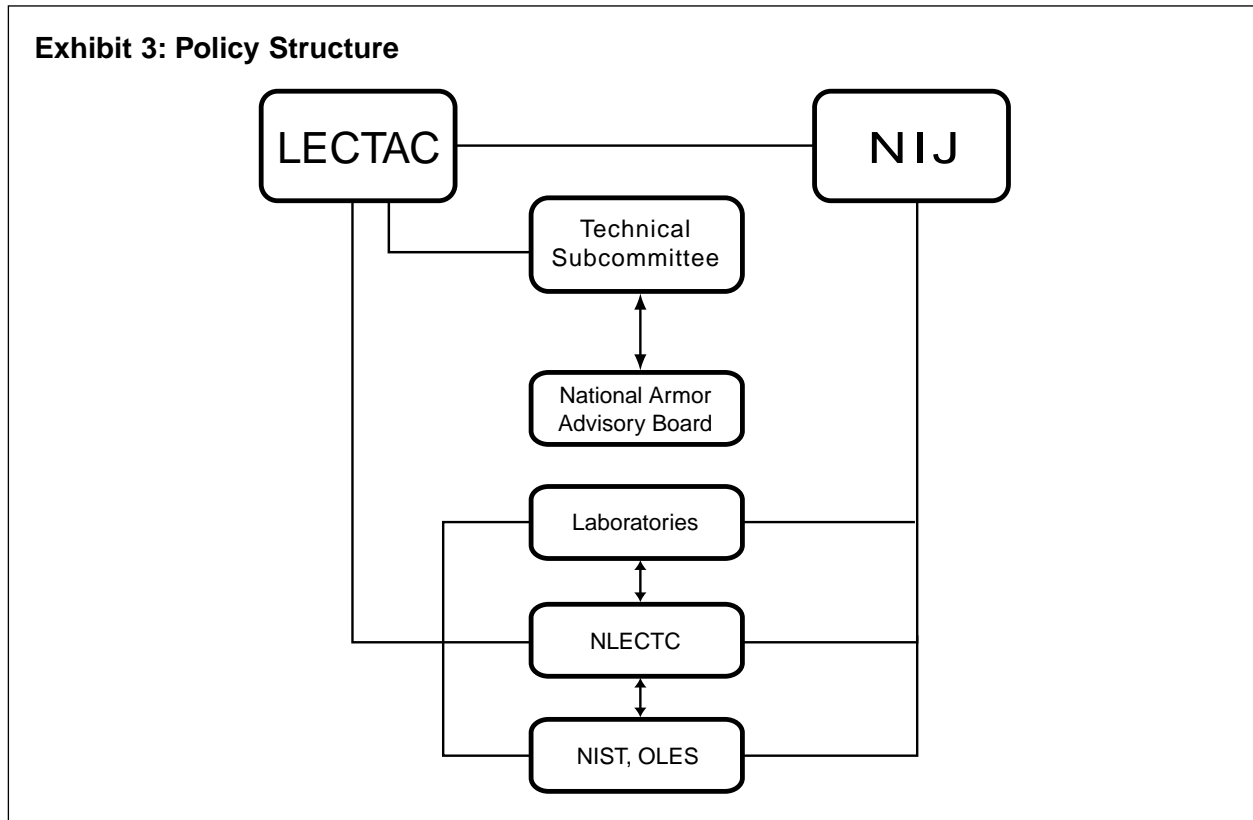 Exhibit 3: Policy Structure
LECTAC
NIJ
Technical
Subcommittee
National Armor
Advisory Board
Laboratories
NLECTC
NIST, OLES